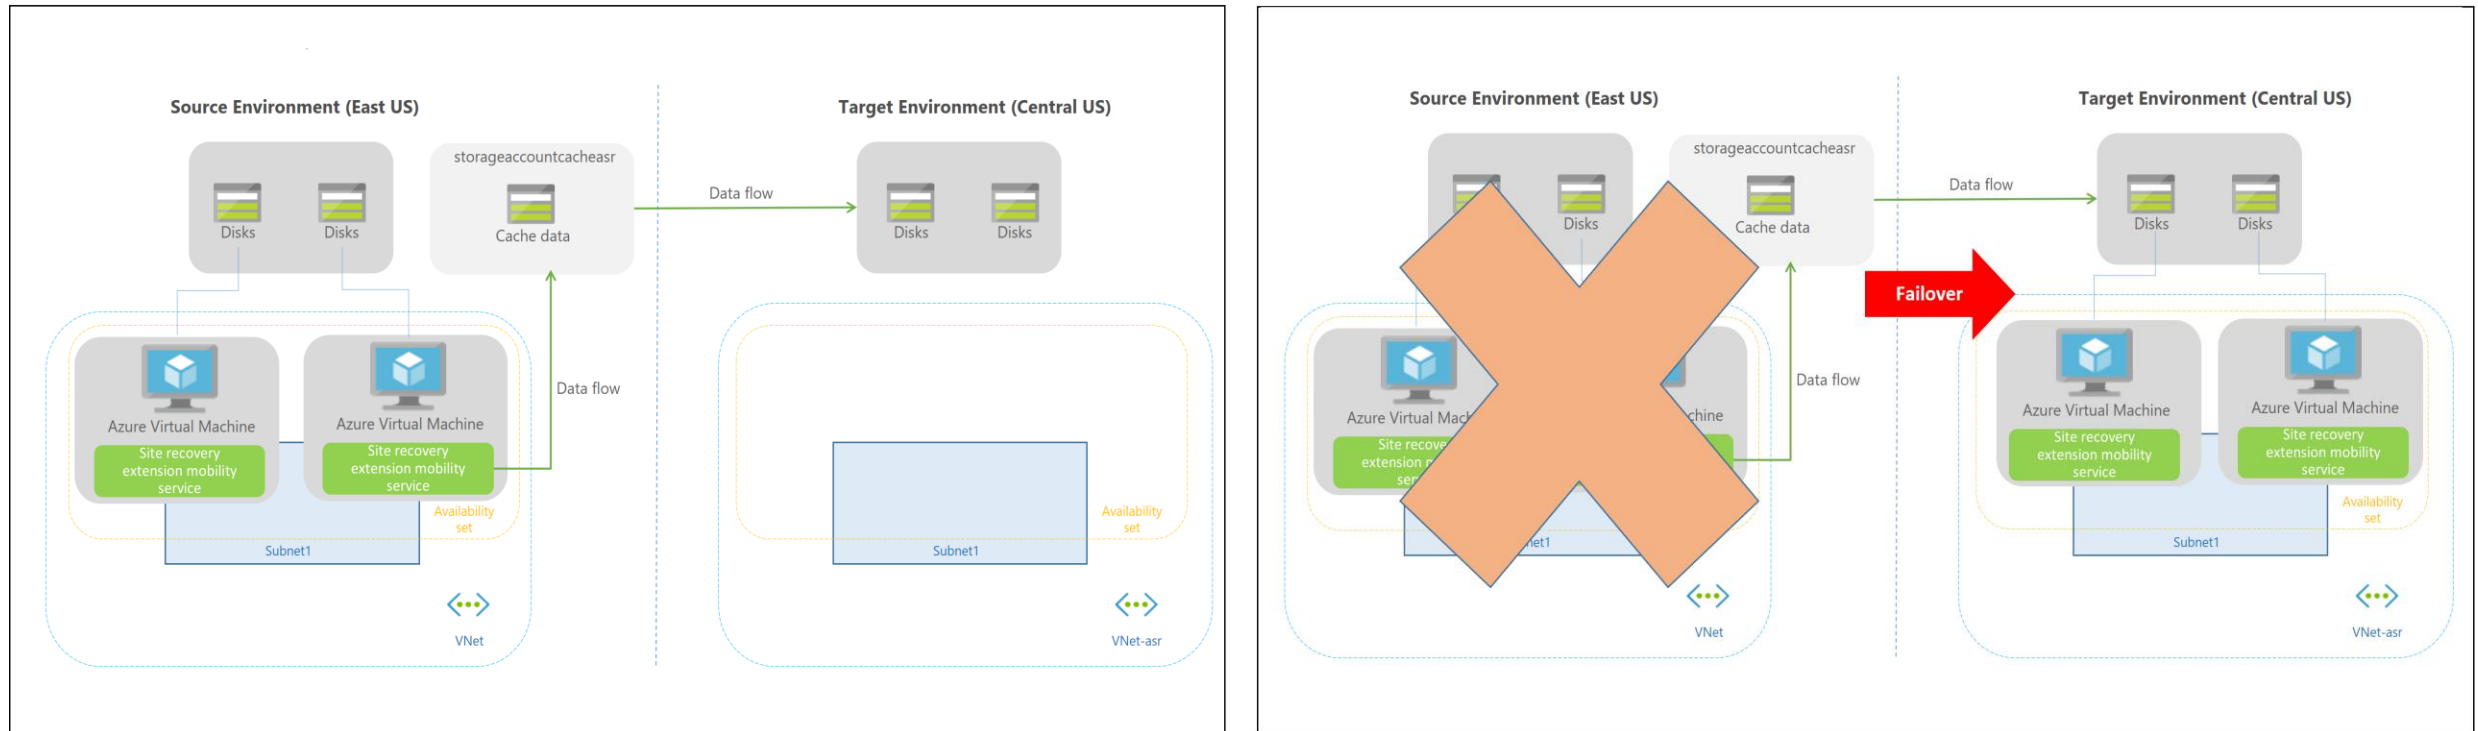 Source Environment (East US)
Target Environment (Central US)
storageaccountcacheasr
Data flow
Disks
Disks
Cache data
Disks
Disks
Data flow
Azure Virtual Machine
Azure Virtual Machine
Site recovery
extension mobility
service
Site recovery
extension mobility
service
Availability
set
Subnet1
VNet
Availability
set
Subnet1
VNet-asr
Source Environment (East US)
Target Environment (Central US)
storageaccountcacheasr
Data flow
Disks
Cache data
Disks
Disks
Failover
Data flow
Azure Virtual
Site
extension
VNet
Azure Virtual Machine
Azure Virtual Machine
Site recovery
extension mobility
service
Site recovery
extension mobility
service
Availability
set
Subnet1
VNet-asr